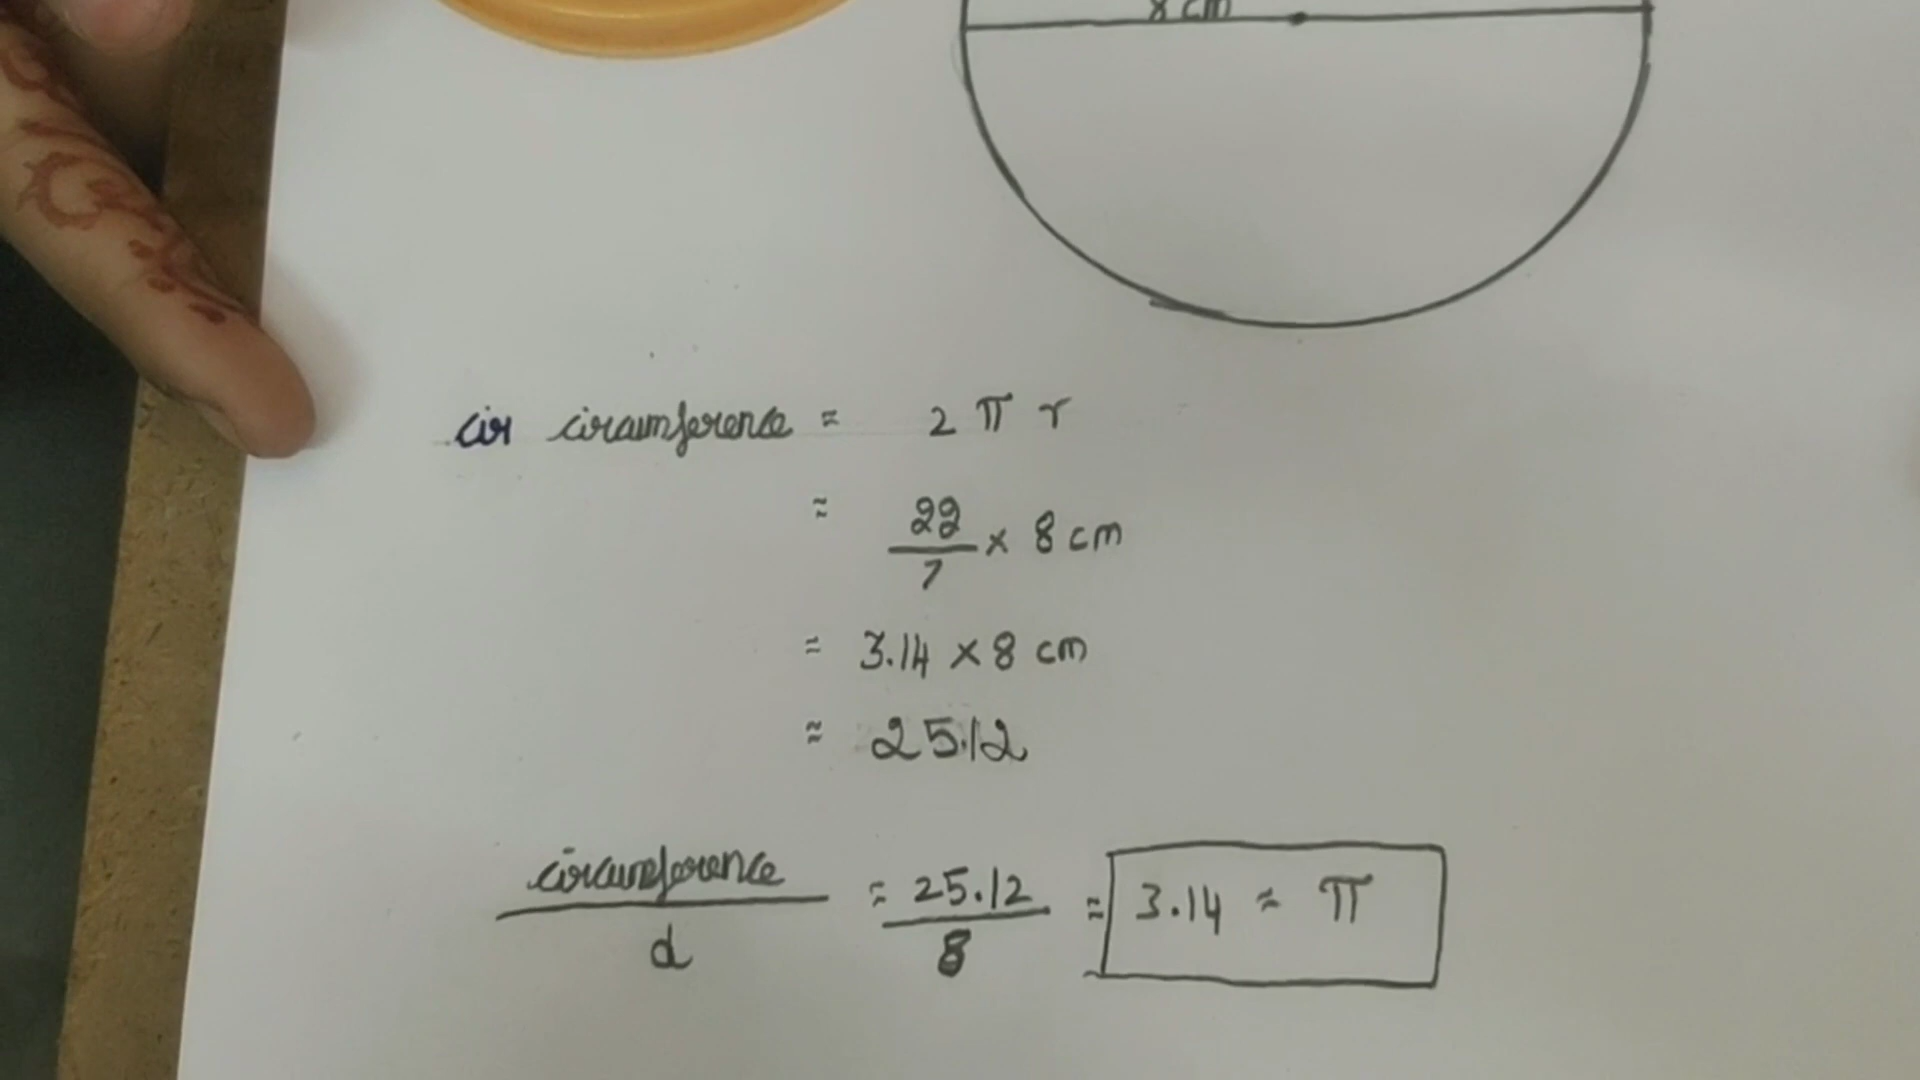 8 cm
cir circumference = 2 π r
= 22/7 × 8 cm
= 3.14 × 8 cm
= 25.12
circumference/d = 25.12/8 = 3.14 = π